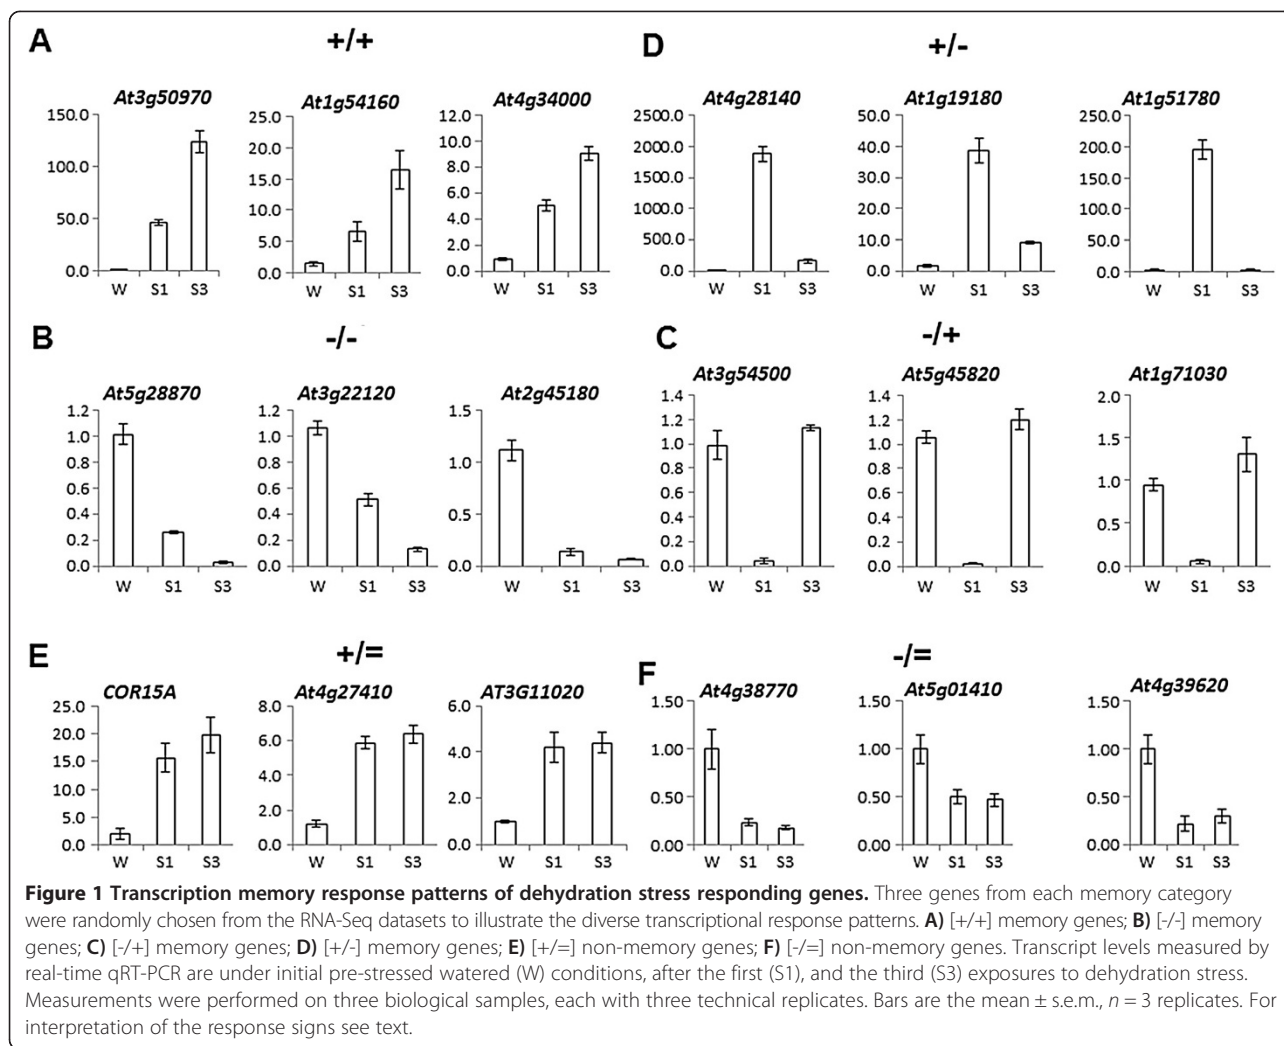 A +/+ D +/-
At3g50970 At1g54160 At4g34000 At4g28140 At1g19180 At1g51780
150.0 100.0 50.0 0.0
25.0 20.0 15.0 10.0 5.0 0.0
12.0 10.0 8.0 6.0 4.0 2.0 0.0
2500.0 2000.0 1500.0 1000.0 500.0 0.0
50.0 40.0 30.0 20.0 10.0 0.0
250.0 200.0 150.0 100.0 50.0 0.0
W S1 S3 W S1 S3 W S1 S3 W S1 S3 W S1 S3 W S1 S3
B -/- C -/+
At5g28870 At3g22120 At2g45180 At3g54500 At5g45820 At1g71030
1.2 1.0 0.8 0.6 0.4 0.2 0.0
1.2 1.0 0.8 0.6 0.4 0.2 0.0
1.5 1.0 0.5 0.0
1.4 1.2 1.0 0.8 0.6 0.4 0.2 0.0
1.4 1.2 1.0 0.8 0.6 0.4 0.2 0.0
2.0 1.5 1.0 0.5 0.0
W S1 S3 W S1 S3 W S1 S3 W S1 S3 W S1 S3 W S1 S3
E +/= F -/=
COR15A At4g27410 AT3G11020 At4g38770 At5g01410 At4g39620
25.0 20.0 15.0 10.0 5.0 0.0
8.0 6.0 4.0 2.0 0.0
6.0 4.0 2.0 0.0
1.50 1.00 0.50 0.00
1.50 1.00 0.50 0.00
1.50 1.00 0.50 0.00
W S1 S3 W S1 S3 W S1 S3 W S1 S3 W S1 S3 W S1 S3
Figure 1 Transcription memory response patterns of dehydration stress responding genes. Three genes from each memory category
were randomly chosen from the RNA-Seq datasets to illustrate the diverse transcriptional response patterns. A) [+/+] memory genes; B) [-/-] memory
genes; C) [-/+] memory genes; D) [+/-] memory genes; E) [+/=] non-memory genes; F) [-/=] non-memory genes. Transcript levels measured by
real-time qRT-PCR are under initial pre-stressed watered (W) conditions, after the first (S1), and the third (S3) exposures to dehydration stress.
Measurements were performed on three biological samples, each with three technical replicates. Bars are the mean ± s.e.m., n = 3 replicates. For
interpretation of the response signs see text.